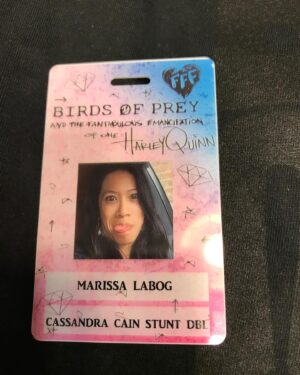 FFF
BIRDS OF PREY
AND THE FANTABULOUS EMANCIPATION
OF ONE HARLEY QUINN
MARISSA LABOG
CASSANDRA CAIN STUNT DBL